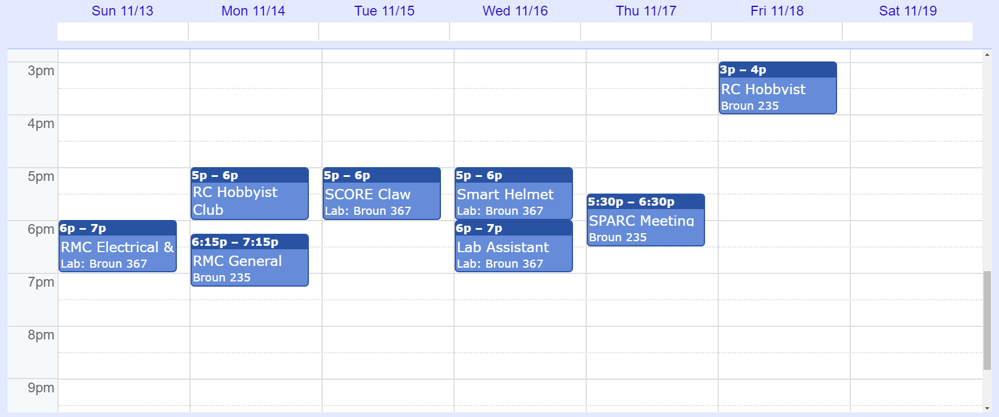 Sun 11/13 Mon 11/14 Tue 11/15 Wed 11/16 Thu 11/17 Fri 11/18 Sat 11/19
3pm
4pm
5pm
6pm
7pm
8pm
9pm
6p – 7p
RMC Electrical &
Lab: Broun 367
5p – 6p
RC Hobbyist
Club
6:15p – 7:15p
RMC General
Broun 235
5p – 6p
SCORE Claw
Lab: Broun 367
5p – 6p
Smart Helmet
Lab: Broun 367
6p – 7p
Lab Assistant
Lab: Broun 367
5:30p – 6:30p
SPARC Meeting
Broun 235
3p – 4p
RC Hobbyist
Broun 235